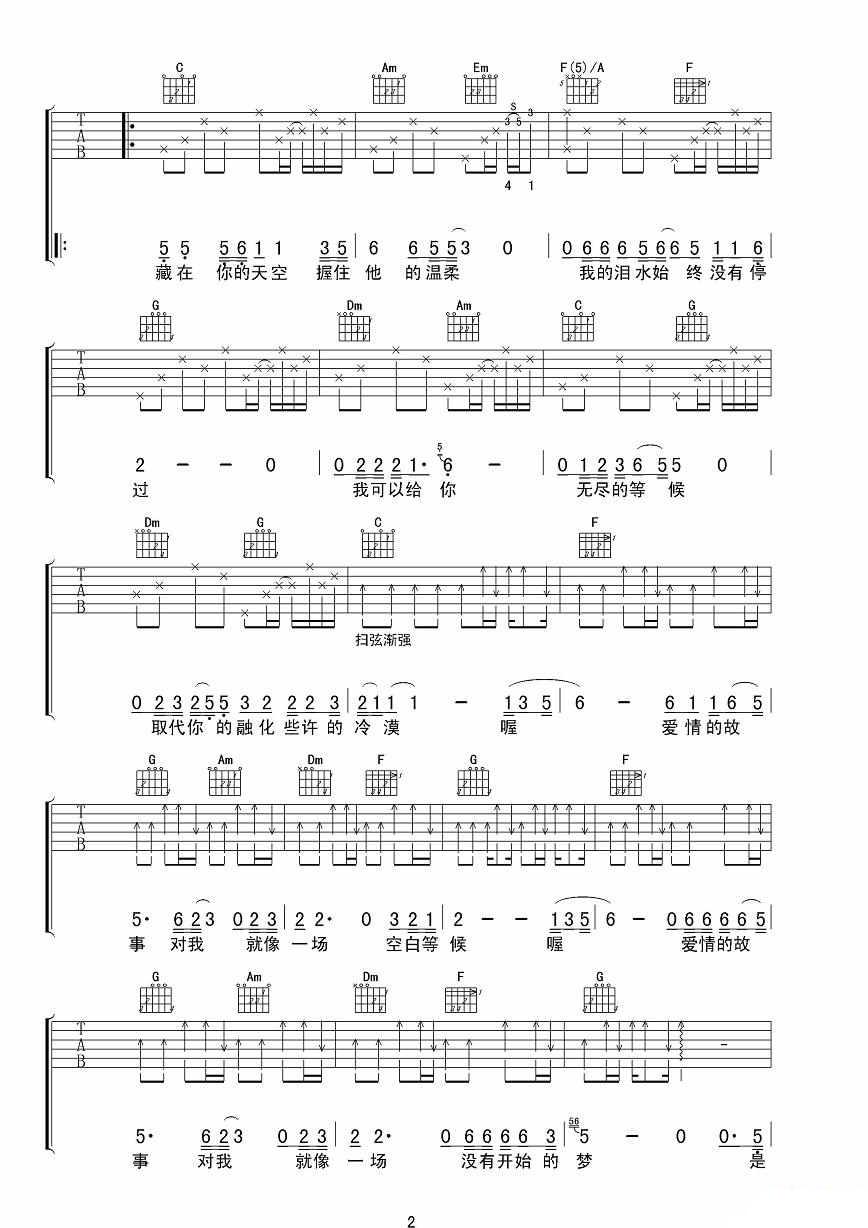 C Am Em F(5)/A F
S
3 5 3
T
A
B
4 1
5 5 5 6 1 1 3 5 6 6 5 5 3 0 0 6 6 6 5 6 6 5 1 1 6
藏在 你的天空 握住 他 的温柔 我的泪水始 终没有停
G Dm Am C G
T
A
B
2 - - 0 0 2 2 2 1· 6 - 0 1 2 3 6 5 5 0
过 我可以给 你 无尽的等 候
Dm G C F
T
A
B
扫弦渐强
0 2 3 2 5 5 3 2 2 2 3 2 1 1 1 - 1 3 5 6 - 6 1 1 6 5
取代你 的融化些许的 冷 漠 喔 爱 情的故
G Am Dm F G F
T
A
B
5· 6 2 3 0 2 3 2 2· 0 3 2 1 2 - - 1 3 5 6 - 0 6 6 6 6 5
事 对我 就像 一场 空白等 候 喔 爱情的故
G Am Dm F G
T
A
B
5· 6 2 3 0 2 3 2 2· 0 6 6 6 6 3 56 5 - 0 0· 5
事 对我 就像 一场 没有开始 的 梦 是
2